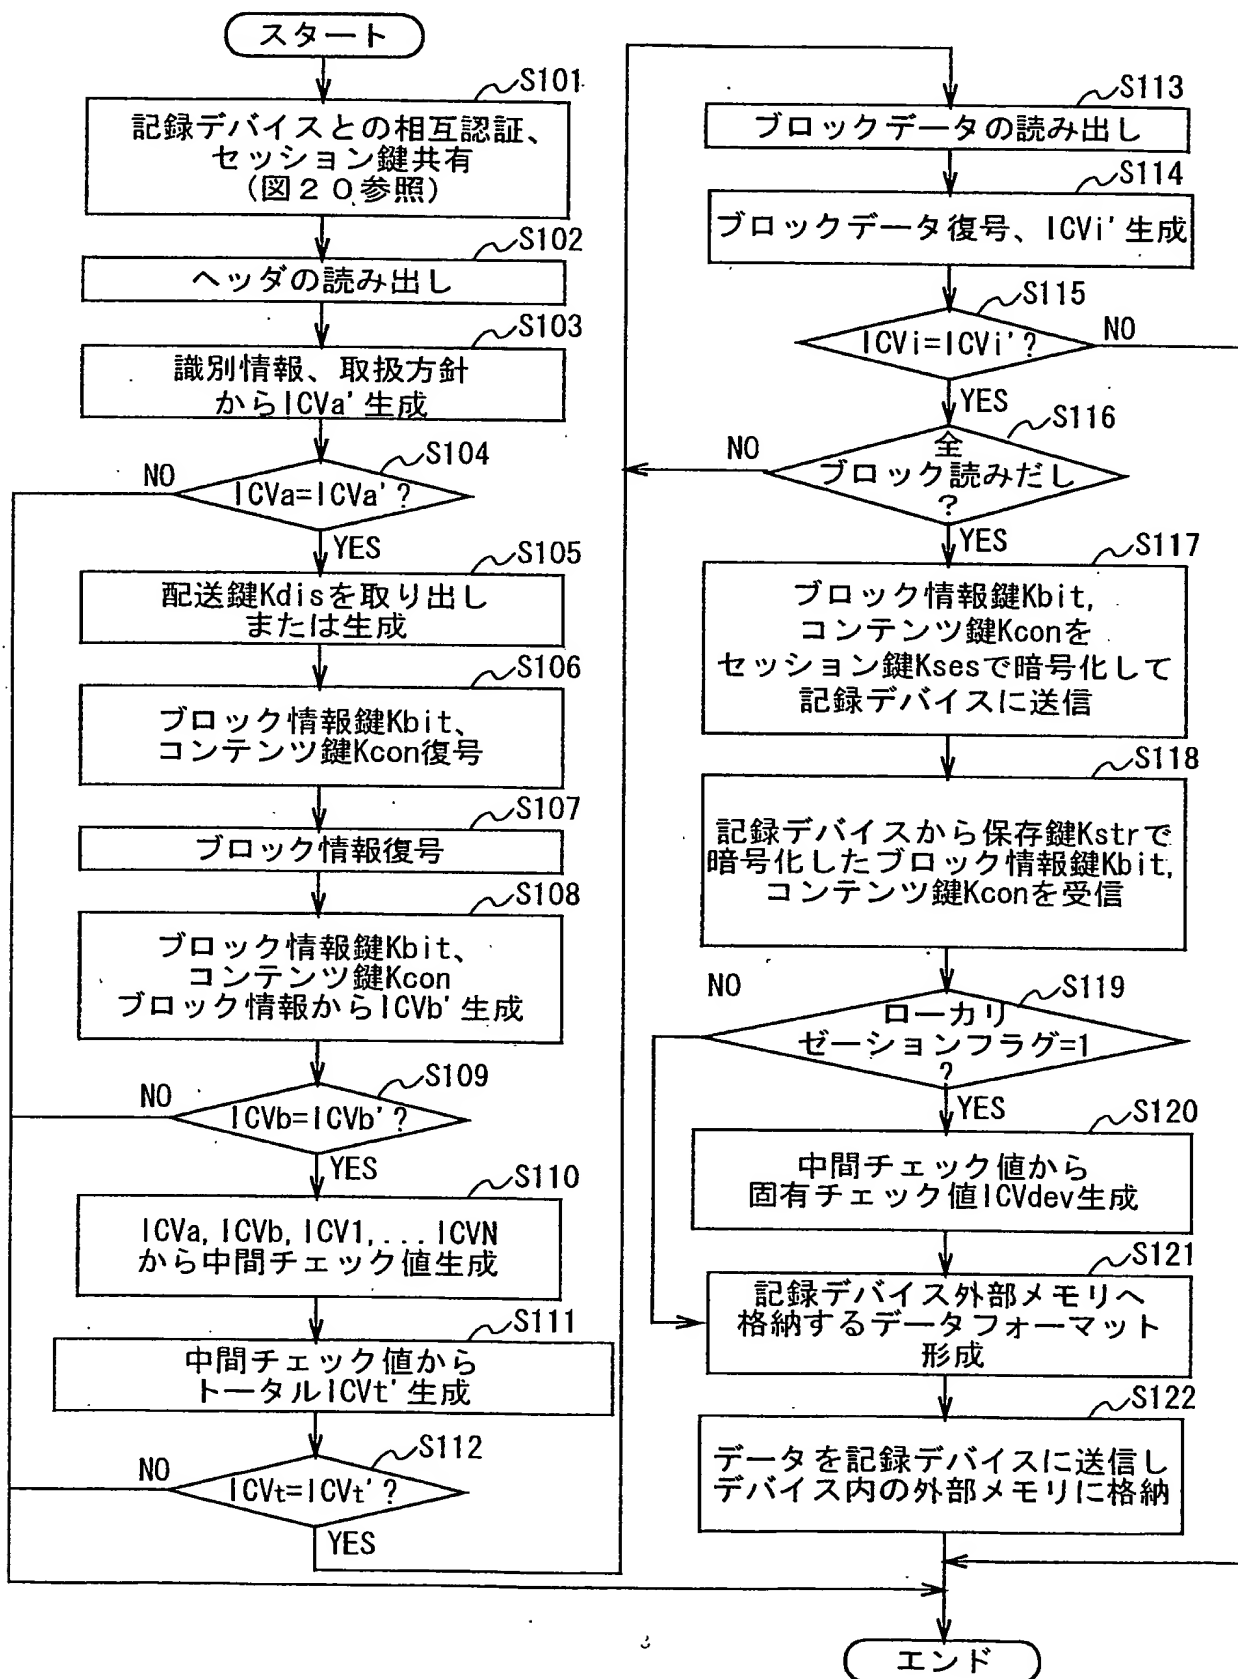 スタート
S101
記録デバイスとの相互認証、
セッション鍵共有
(図20参照)
S102
ヘッダの読み出し
S103
識別情報、取扱方針
からICVa'生成
S104
NO
ICVa=ICVa'?
YES
S105
配送鍵Kdisを取り出し
または生成
S106
ブロック情報鍵Kbit、
コンテンツ鍵Kcon復号
S107
ブロック情報復号
S108
ブロック情報鍵Kbit、
コンテンツ鍵Kcon
ブロック情報からICVb'生成
S109
NO
ICVb=ICVb'?
YES
S110
ICVa,ICVb,ICV1,...ICVN
から中間チェック値生成
S111
中間チェック値から
トータルICVt'生成
S112
NO
ICVt=ICVt'?
YES
S113
ブロックデータの読み出し
S114
ブロックデータ復号、ICVi'生成
S115
ICVi=ICVi'?
NO
YES
S116
NO
全
ブロック読みだし
?
YES
S117
ブロック情報鍵Kbit,
コンテンツ鍵Kconを
セッション鍵Ksesで暗号化して
記録デバイスに送信
S118
記録デバイスから保存鍵Kstrで
暗号化したブロック情報鍵Kbit,
コンテンツ鍵Kconを受信
NO
S119
ローカリ
ゼーションフラグ=1
?
YES
S120
中間チェック値から
固有チェック値ICVdev生成
S121
記録デバイス外部メモリへ
格納するデータフォーマット
形成
S122
データを記録デバイスに送信し
デバイス内の外部メモリに格納
エンド